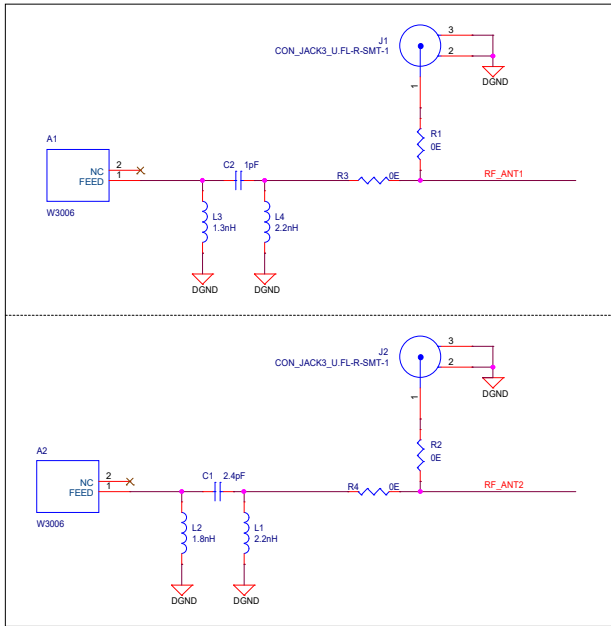 J1
CON_JACK3_U.FL-R-SMT-1
3
2
DGND
1
R1
0E
A1
C2 1pF
NC 2
FEED 1
R3 0E
RF_ANT1
W3006
L3
1.3nH
L4
2.2nH
DGND
DGND
J2
CON_JACK3_U.FL-R-SMT-1
3
2
DGND
1
R2
0E
A2
C1 2.4pF
NC 2
FEED 1
R4 0E
RF_ANT2
W3006
L2
1.8nH
L1
2.2nH
DGND
DGND